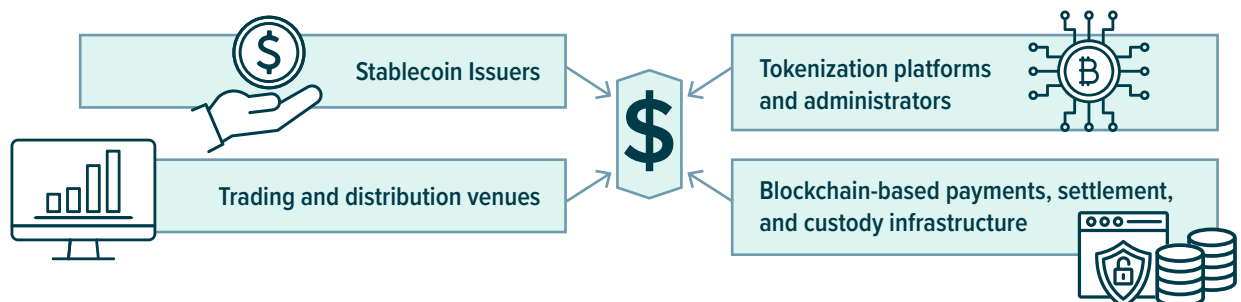 $
Stablecoin Issuers
Trading and distribution venues
$
Tokenization platforms
and administrators
B
Blockchain-based payments, settlement,
and custody infrastructure